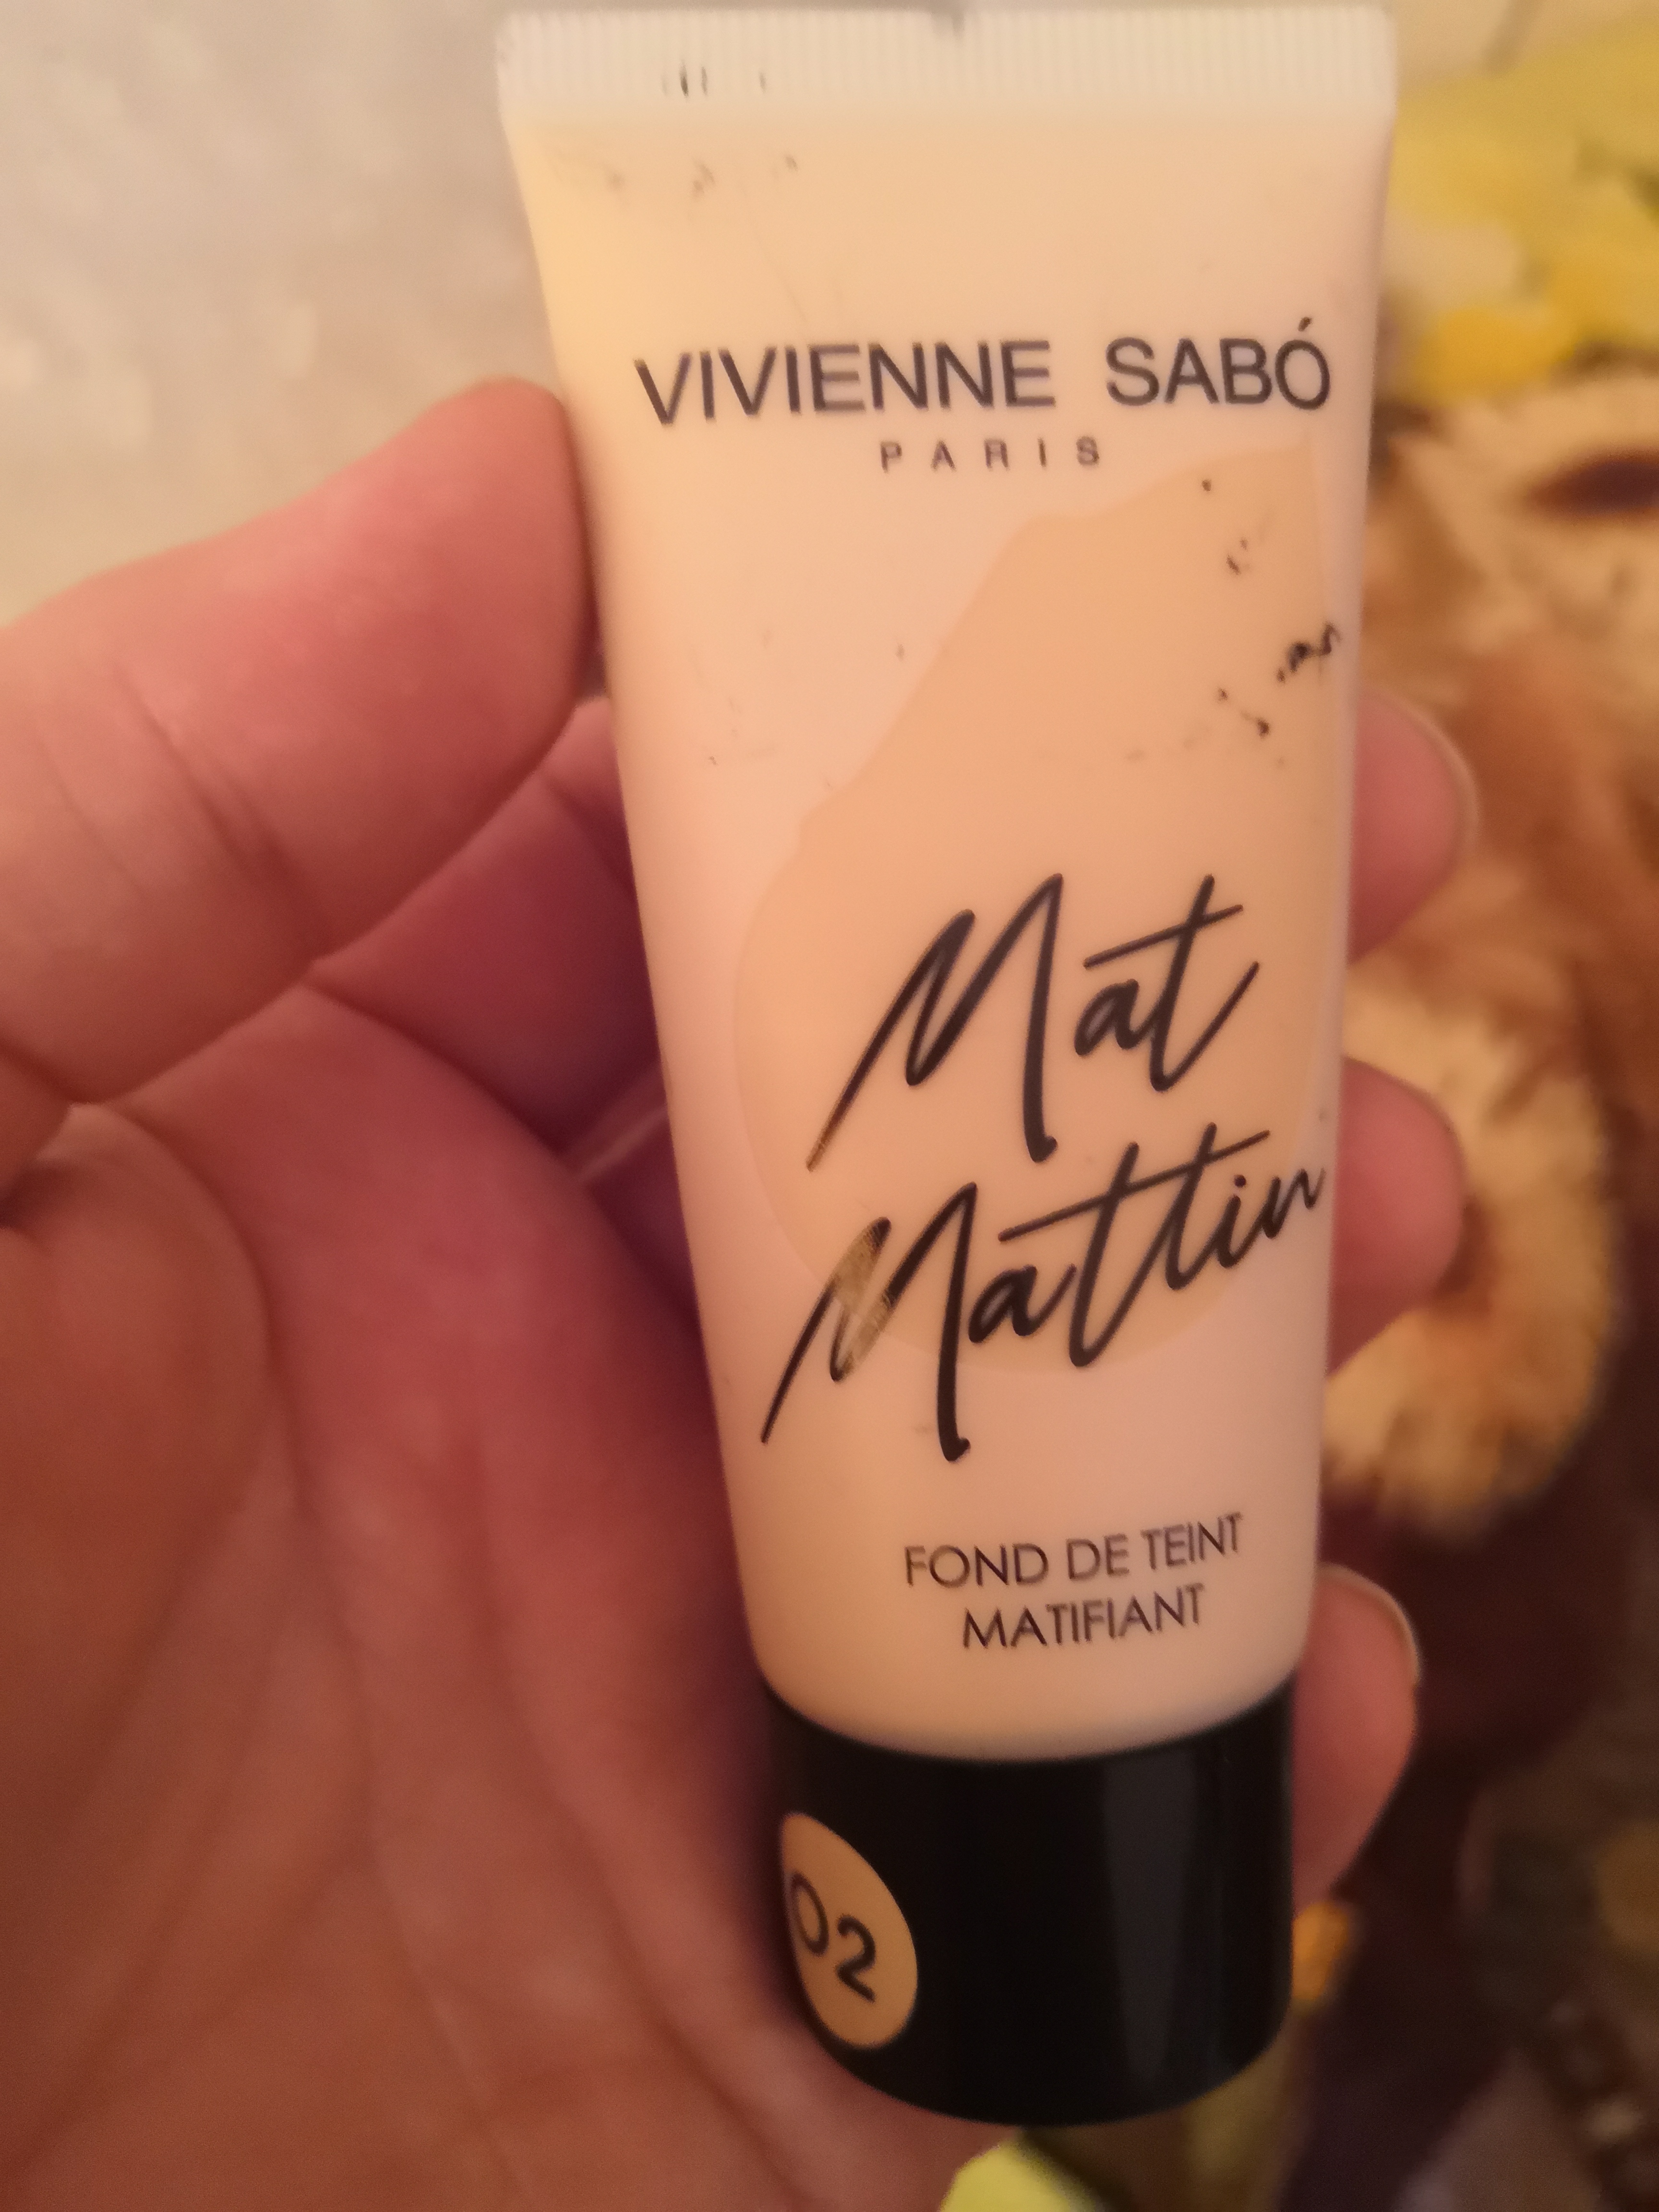 VIVIENNE SABÓ
PARIS
Mat
Mattin
FOND DE TEINT
MATIFIANT
02